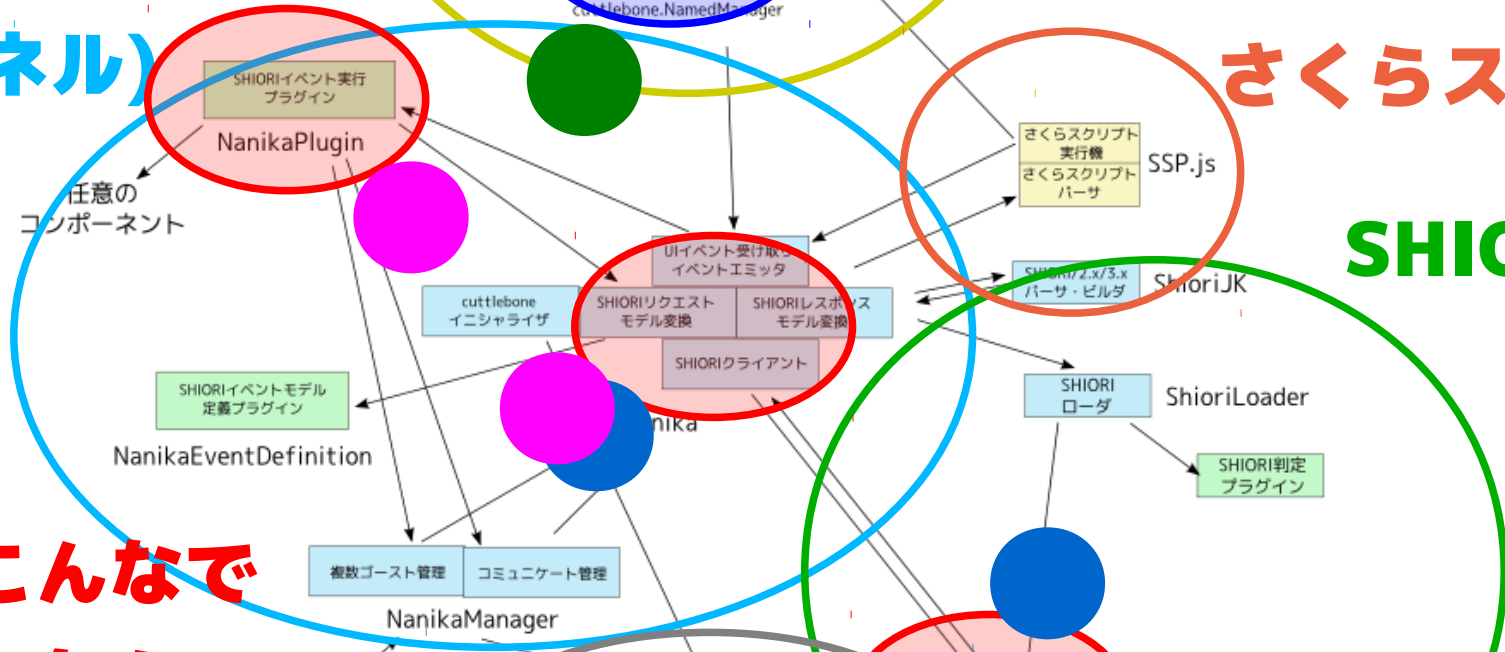 cuttlebone.NamedManager
ネル)
さくらス
SHIORIイベント実行
プラグイン
NanikaPlugin
任意の
コンポーネント
さくらスクリプト
実行機
さくらスクリプト
パーサ
SSP.js
SHIO
UIイベント受け取り
イベントエミッタ
cuttlebone
イニシャライザ
SHIORIリクエスト
モデル変換
SHIORIレスポンス
モデル変換
SHIORIクライアント
nika
SHIORI/2.x/3.x
パーサ・ビルダ
ShioriJK
SHIORIイベントモデル
定義プラグイン
NanikaEventDefinition
SHIORI
ローダ
ShioriLoader
SHIORI判定
プラグイン
こんなで
複数ゴースト管理
コミュニケート管理
NanikaManager